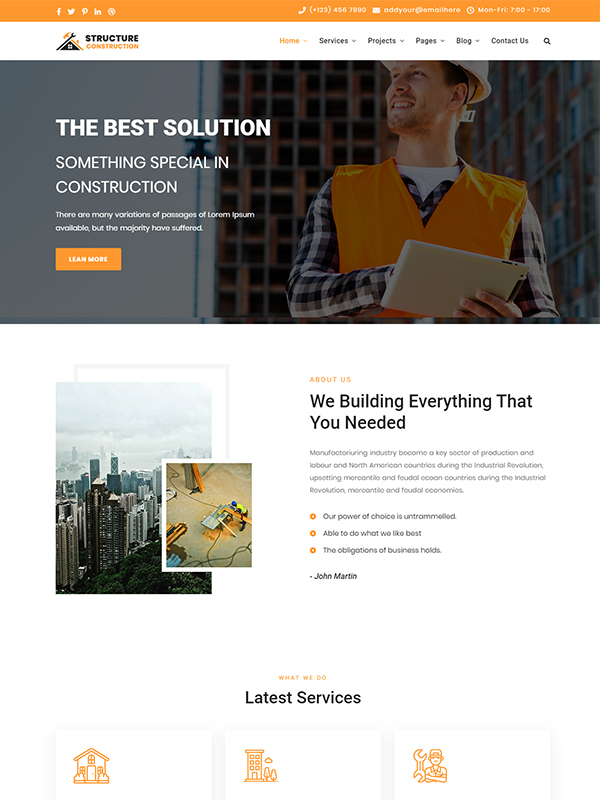 (+123) 456 7890 addyour@emailhere Mon-Fri: 7:00 - 17:00
STRUCTURE
CONSTRUCTION
Home Services Projects Pages Blog Contact Us
THE BEST SOLUTION
SOMETHING SPECIAL IN
CONSTRUCTION
There are many variations of passages of Lorem Ipsum
available, but the majority have suffered.
LEAN MORE
ABOUT US
We Building Everything That
You Needed
Manufactoriuring industry became a key sector of production and
labour and North American countries during the Industrial Revolution,
upsetting mercantile and feudal ecoan countries during the Industrial
Revolution, mercantile and feudal economies.
Our power of choice is untrammelled.
Able to do what we like best
The obligations of business holds.
- John Martin
WHAT WE DO
Latest Services